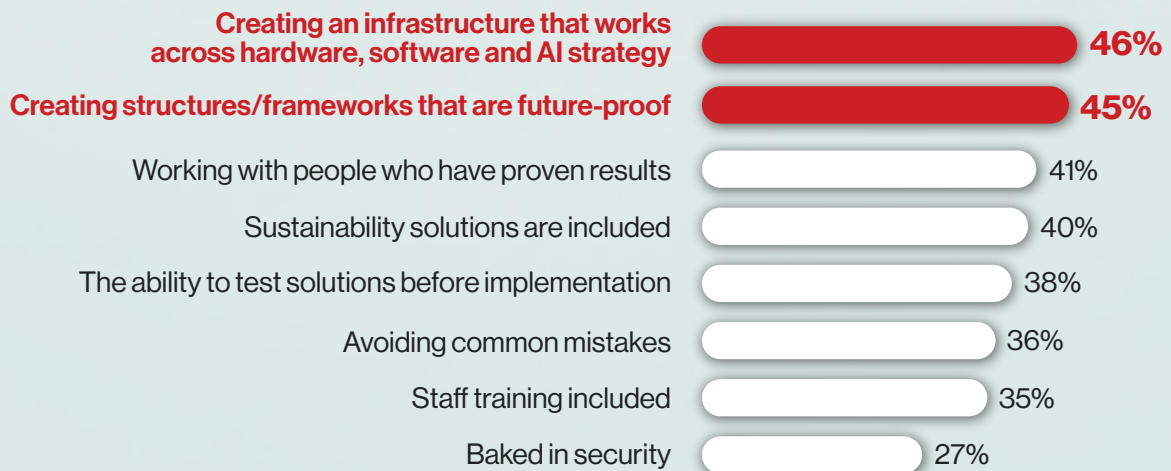 Creating an infrastructure that works
across hardware, software and AI strategy
46%
Creating structures/frameworks that are future-proof
45%
Working with people who have proven results
41%
Sustainability solutions are included
40%
The ability to test solutions before implementation
38%
Avoiding common mistakes
36%
Staff training included
35%
Baked in security
27%